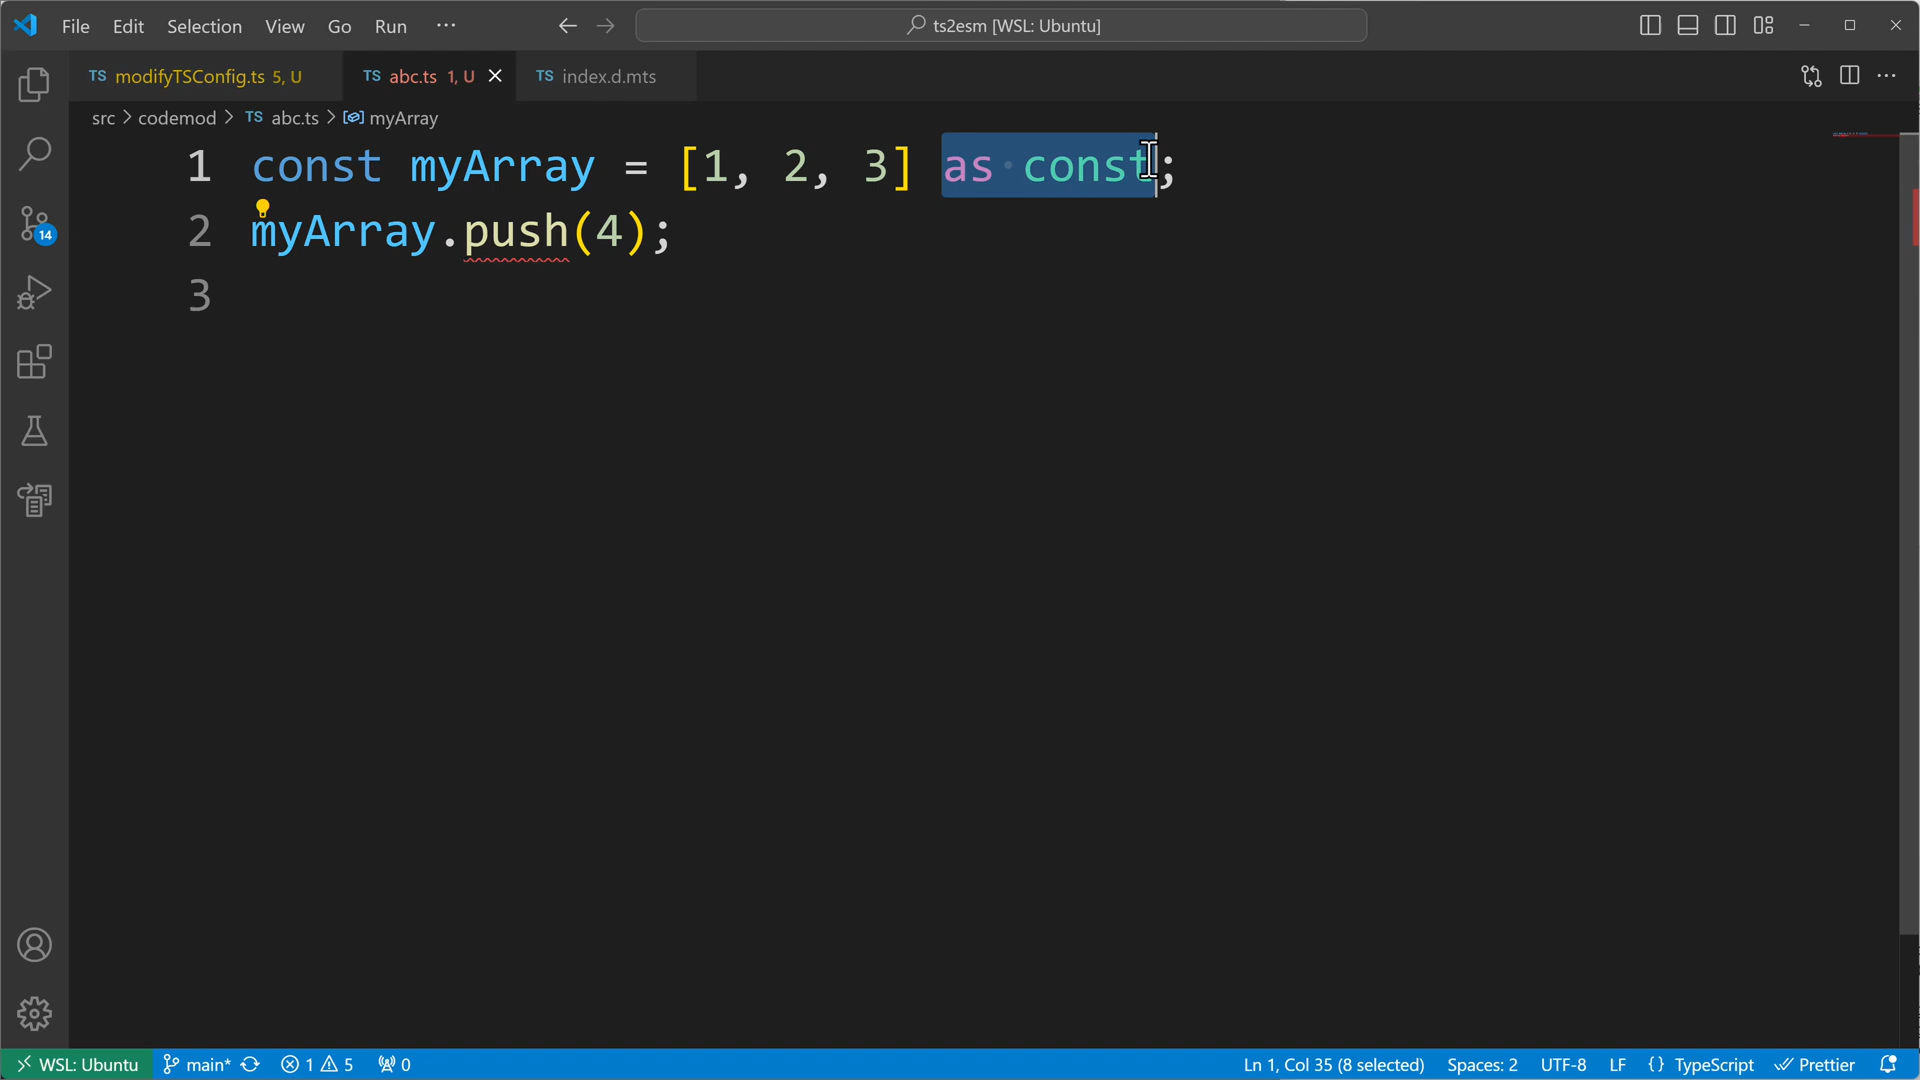 File Edit Selection View Go Run ··· ts2esm [WSL: Ubuntu]
TS modifyTSConfig.ts 5, U TS abc.ts 1, U TS index.d.mts
src > codemod > TS abc.ts > myArray
1 const myArray = [1, 2, 3] as const;
2 myArray.push(4);
3
14
WSL: Ubuntu main* 1 5 0 Ln 1, Col 35 (8 selected) Spaces: 2 UTF-8 LF {} TypeScript Prettier